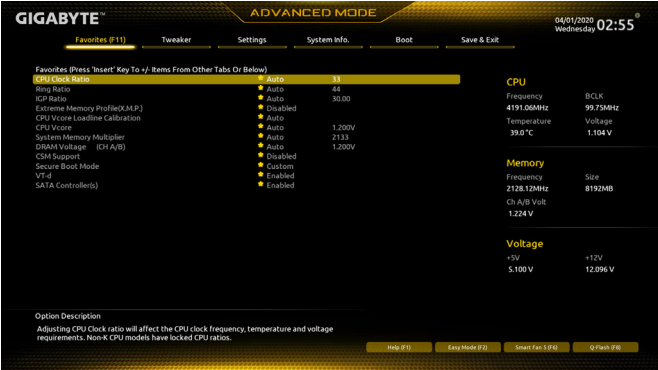 GIGABYTE™
ADVANCED MODE
04/01/2020
Wednesday 02:55
Favorites (F11) Tweaker Settings System Info. Boot Save & Exit
Favorites (Press 'Insert' Key To +/- Items From Other Tabs Or Below)
CPU Clock Ratio Auto 33
Ring Ratio Auto 44
IGP Ratio Auto 30.00
Extreme Memory Profile(X.M.P.) Disabled
CPU Vcore Loadline Calibration Auto
CPU Vcore Auto 1.200V
System Memory Multiplier Auto 2133
DRAM Voltage (CH A/B) Auto 1.200V
CSM Support Disabled
Secure Boot Mode Custom
VT-d Enabled
SATA Controller(s) Enabled
CPU
Frequency BCLK
4191.06MHz 99.75MHz
Temperature Voltage
39.0°C 1.104 V
Memory
Frequency Size
2128.12MHz 8192MB
Ch A/B Volt
1.224 V
Voltage
+5V +12V
5.100 V 12.096 V
Option Description
Adjusting CPU Clock ratio will affect the CPU clock frequency, temperature and voltage
requirements. Non-K CPU models have locked CPU ratios.
Help (F1) Easy Mode (F2) Smart Fan 5 (F6) Q-Flash (F8)